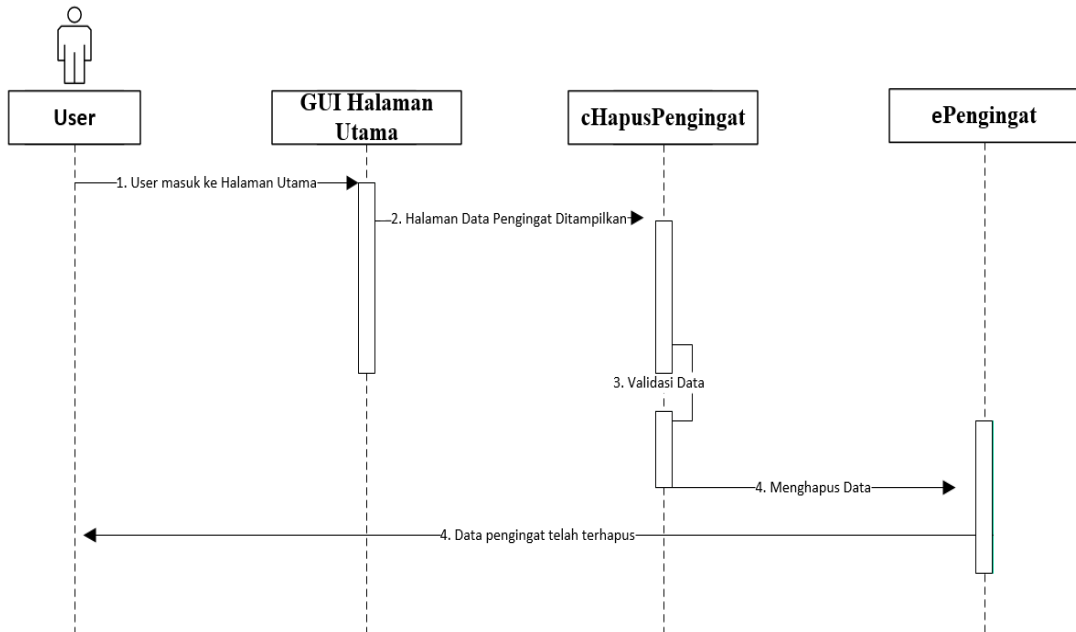 User
GUI Halaman
Utama
cHapusPengingat
ePengingat
1. User masuk ke Halaman Utama
2. Halaman Data Pengingat Ditampilkan
3. Validasi Data
4. Menghapus Data
4. Data pengingat telah terhapus